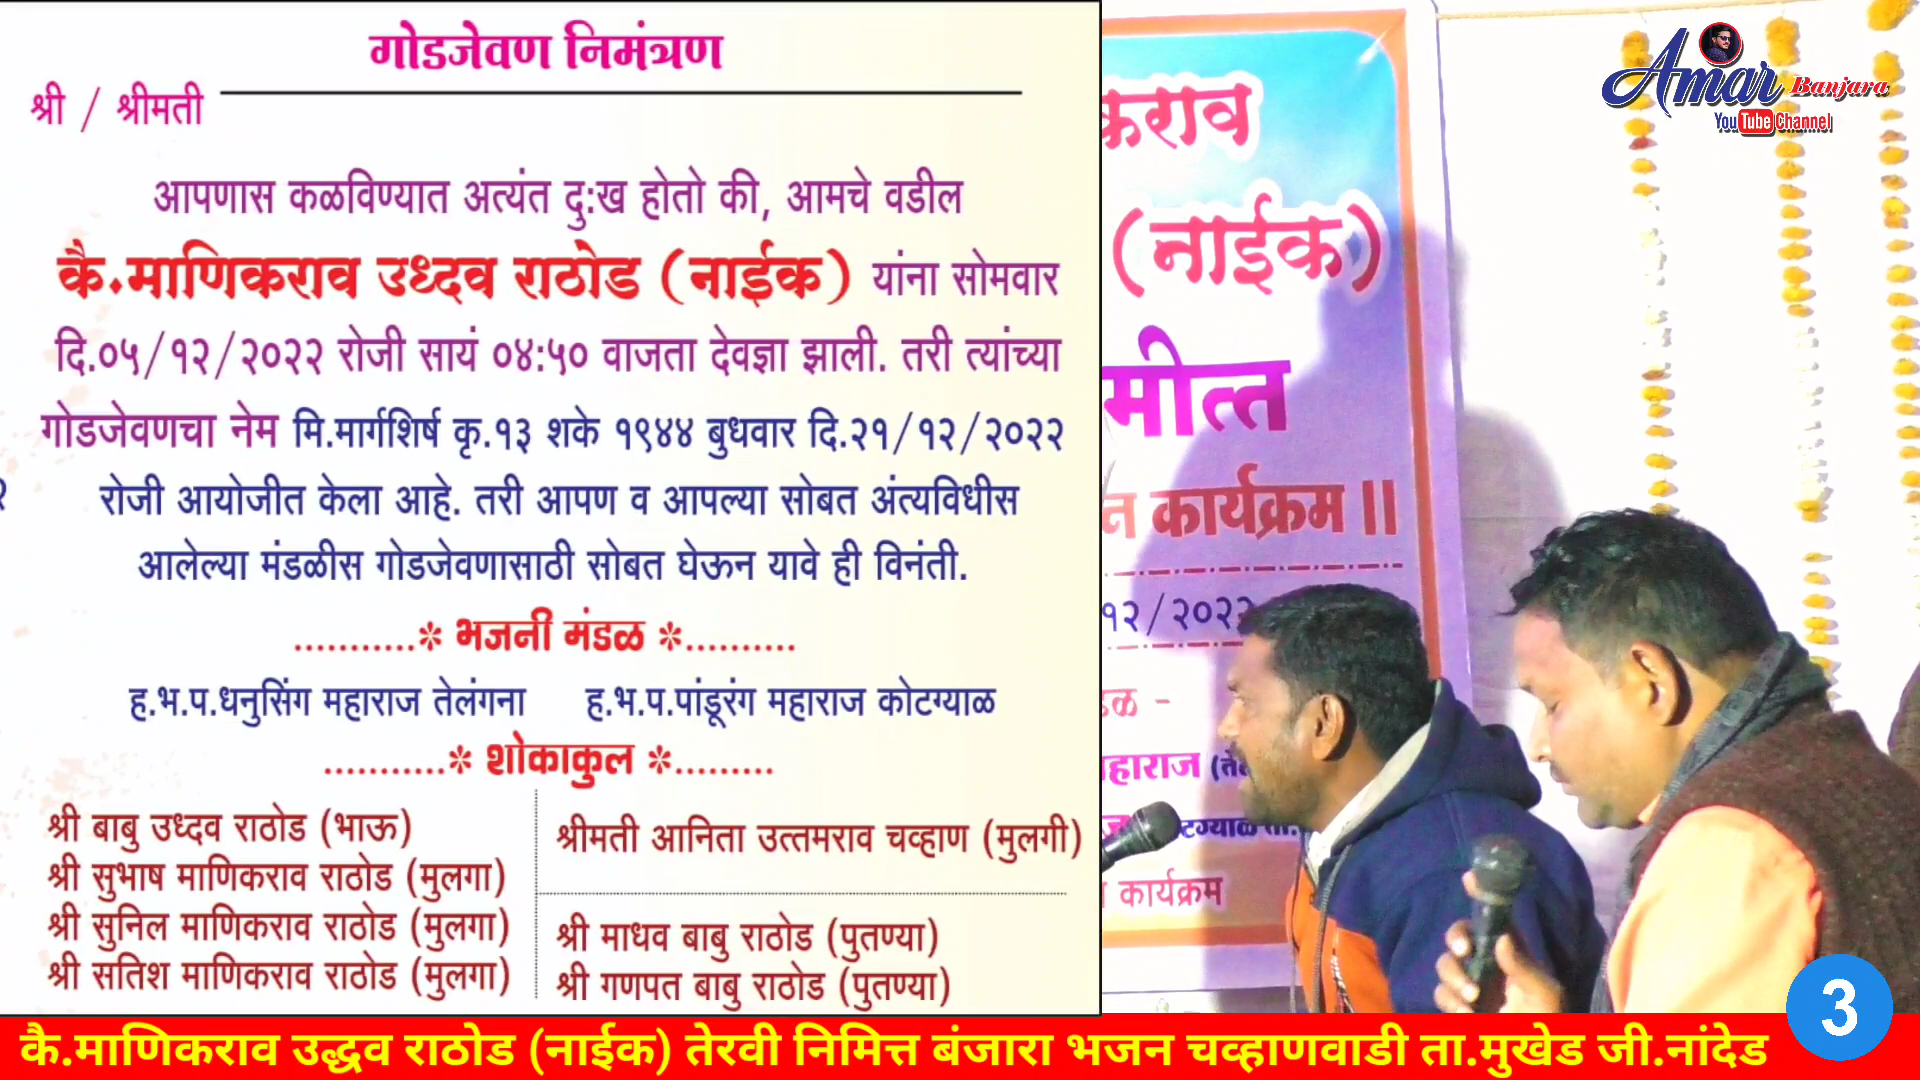 गोडजेवण निमंत्रण
श्री / श्रीमती
आपणास कळविण्यात अत्यंत दु:ख होतो की, आमचे वडील
कै.माणिकराव उध्दव राठोड (नाईक) यांना सोमवार
दि.०५/१२/२०२२ रोजी सायं ०४:५० वाजता देवज्ञा झाली. तरी त्यांच्या
गोडजेवणचा नेम मि.मार्गशिर्ष कृ.१३ शके १९४४ बुधवार दि.२१/१२/२०२२
रोजी आयोजीत केला आहे. तरी आपण व आपल्या सोबत अंत्यविधीस
आलेल्या मंडळीस गोडजेवणासाठी सोबत घेऊन यावे ही विनंती.
...........* भजनी मंडळ *..........
ह.भ.प.धनुसिंग महाराज तेलंगना ह.भ.प.पांडूरंग महाराज कोटग्याळ
...........* शोकाकुल *.........
श्री बाबु उध्दव राठोड (भाऊ)
श्री सुभाष माणिकराव राठोड (मुलगा)
श्री सुनिल माणिकराव राठोड (मुलगा)
श्री सतिश माणिकराव राठोड (मुलगा)
श्रीमती आनिता उत्तमराव चव्हाण (मुलगी)
श्री माधव बाबु राठोड (पुतण्या)
श्री गणपत बाबु राठोड (पुतण्या)
Amar Banjara
YouTube Channel
कराव
(नाईक)
मीत्त
त कार्यक्रम ॥
१२/२०२२
ळ -
हाराज
कार्यक्रम
3
कै.माणिकराव उद्धव राठोड (नाईक) तेरवी निमित्त बंजारा भजन चव्हाणवाडी ता.मुखेड जी.नांदेड